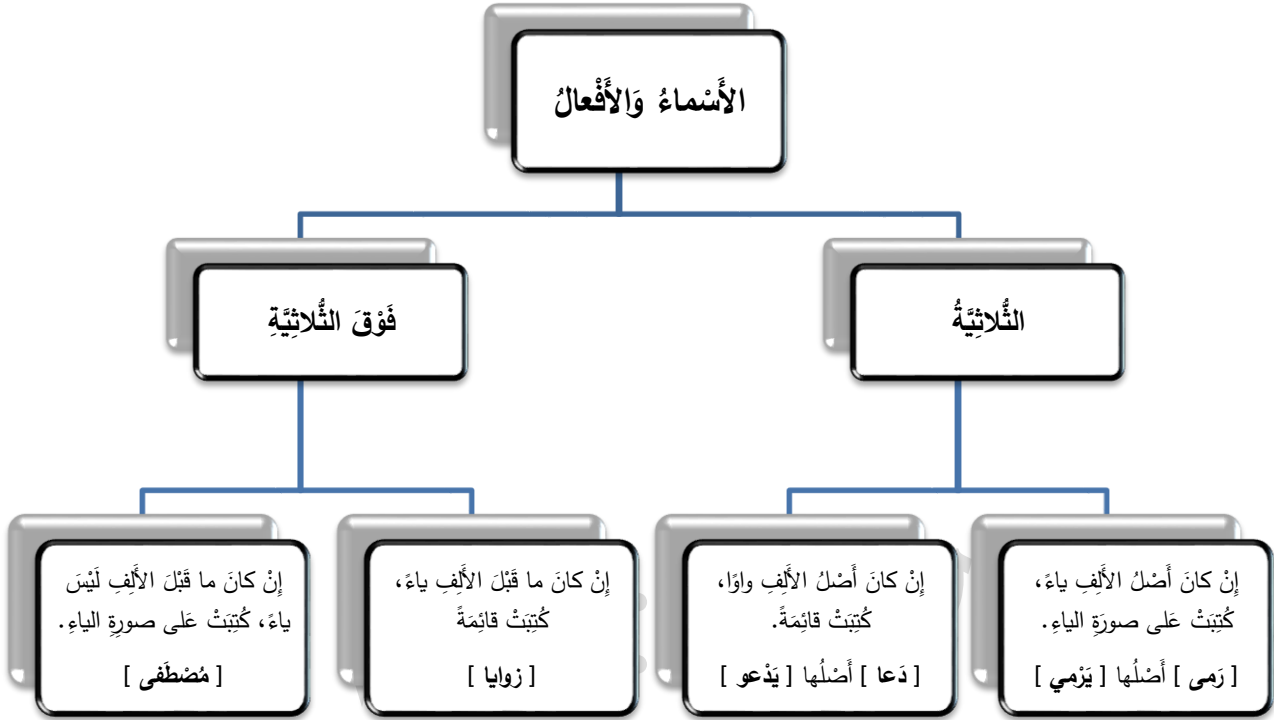 الأَسْماءُ وَالأَفْعالُ
الثُّلاثِيَّةُ
فَوْقَ الثُّلاثِيَّةِ
إِنْ كانَ أَصْلُ الأَلِفِ ياءً،
كُتِبَتْ عَلى صورَةِ الياءِ.
[ رَمى ] أَصْلُها [ يَرْمي ]
إِنْ كانَ أَصْلُ الأَلِفِ واوًا،
كُتِبَتْ قائِمَةً.
[ دَعا ] أَصْلُها [ يَدْعو ]
إِنْ كانَ ما قَبْلَ الأَلِفِ ياءً،
كُتِبَتْ قائِمَةً
[ زوايا ]
إِنْ كانَ ما قَبْلَ الأَلِفِ لَيْسَ
ياءً، كُتِبَتْ عَلى صورِةِ الياءِ.
[ مُصْطَفى ]